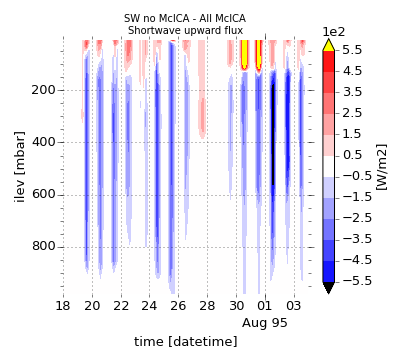 SW no McICA - All McICA
Shortwave upward flux
1e2
5.5
4.5
3.5
2.5
1.5
0.5
−0.5
−1.5
−2.5
−3.5
−4.5
−5.5
[W/m2]
ilev [mbar]
200
400
600
800
18 20 22 24 26 28 30 01 03
Aug 95
time [datetime]